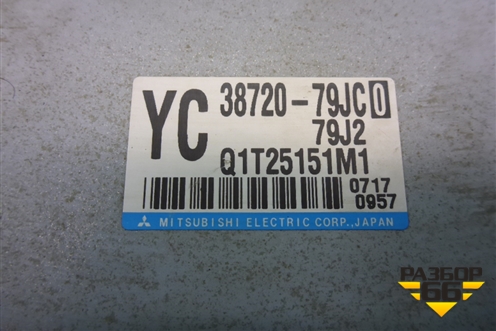 YC 38720-79JC0
79J2
Q1T25151M1
0717
0957
MITSUBISHI ELECTRIC CORP., JAPAN
РАЗБОР
66